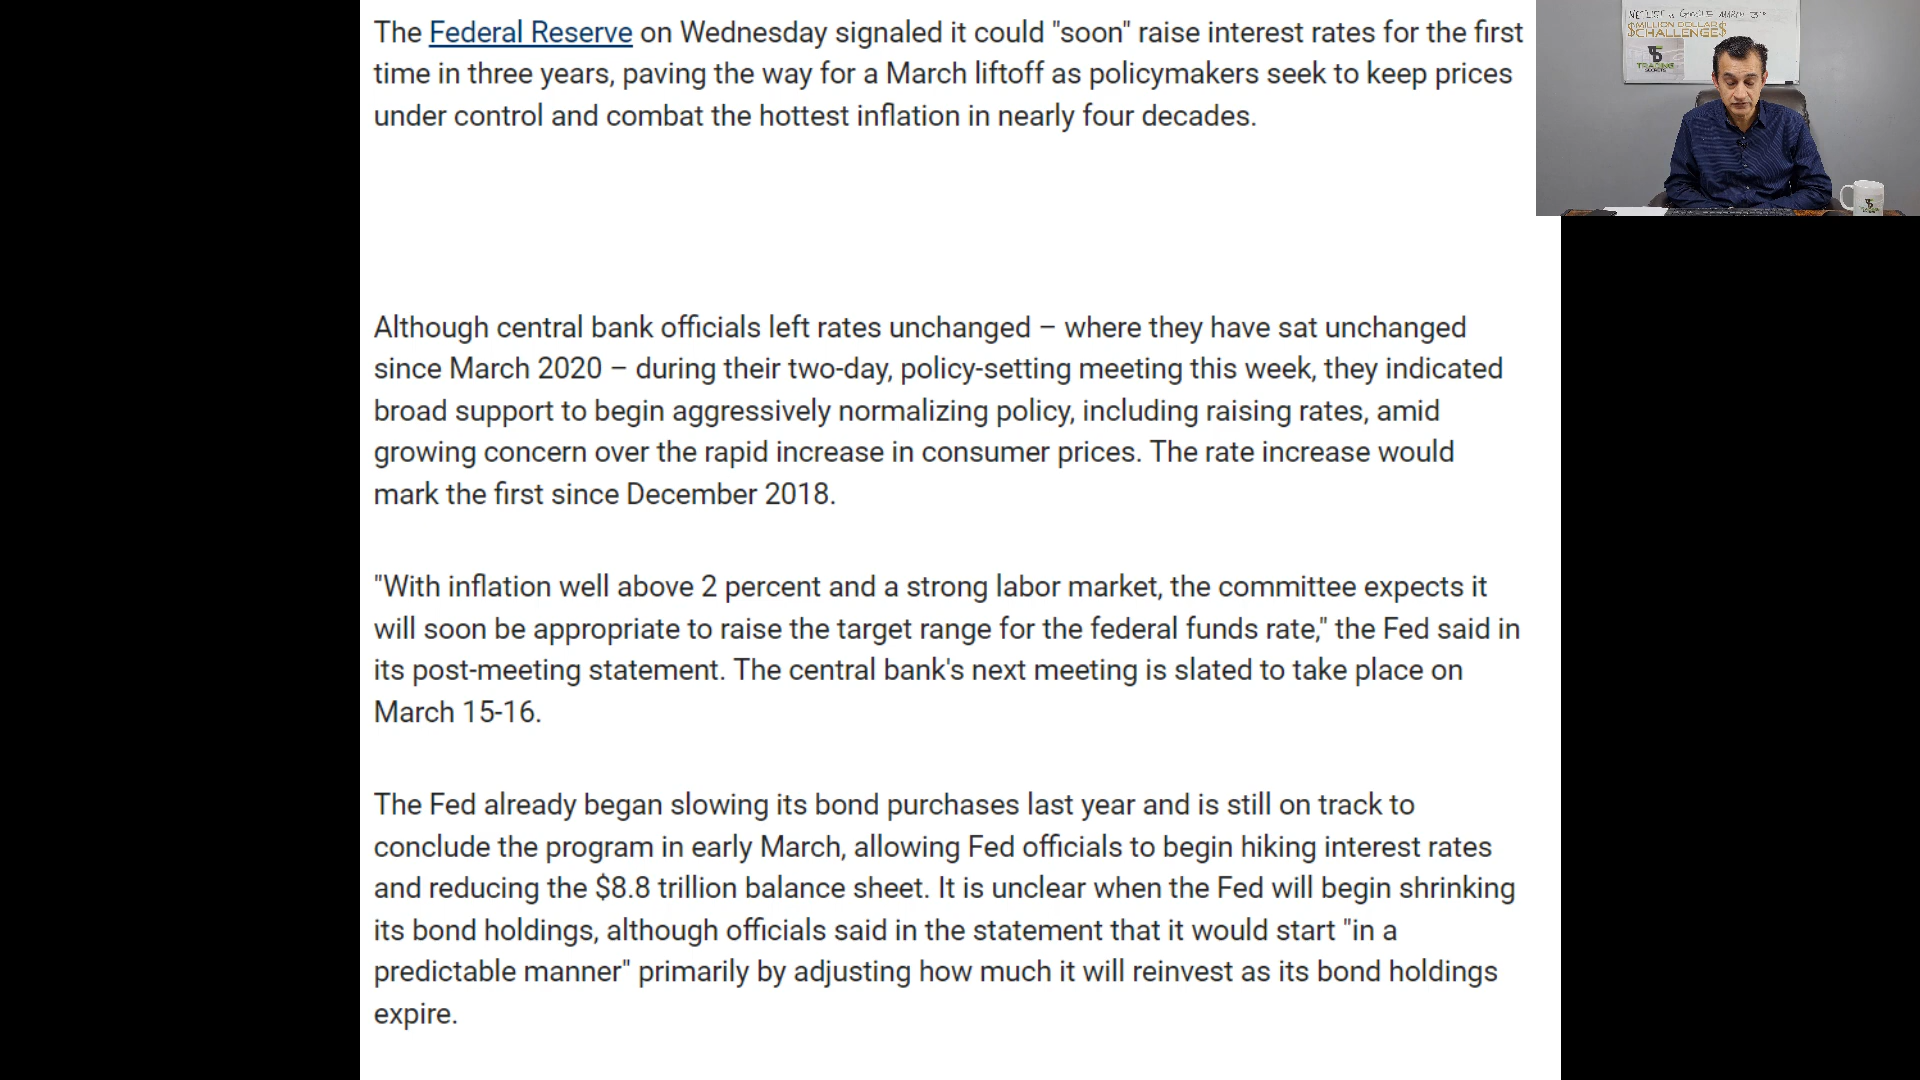 The Federal Reserve on Wednesday signaled it could "soon" raise interest rates for the first
time in three years, paving the way for a March liftoff as policymakers seek to keep prices
under control and combat the hottest inflation in nearly four decades.
Although central bank officials left rates unchanged – where they have sat unchanged
since March 2020 – during their two-day, policy-setting meeting this week, they indicated
broad support to begin aggressively normalizing policy, including raising rates, amid
growing concern over the rapid increase in consumer prices. The rate increase would
mark the first since December 2018.
"With inflation well above 2 percent and a strong labor market, the committee expects it
will soon be appropriate to raise the target range for the federal funds rate," the Fed said in
its post-meeting statement. The central bank's next meeting is slated to take place on
March 15-16.
The Fed already began slowing its bond purchases last year and is still on track to
conclude the program in early March, allowing Fed officials to begin hiking interest rates
and reducing the $8.8 trillion balance sheet. It is unclear when the Fed will begin shrinking
its bond holdings, although officials said in the statement that it would start "in a
predictable manner" primarily by adjusting how much it will reinvest as its bond holdings
expire.
MARCH 3
$MILLION DOLLAR
CHALLENGE$
TRADING
SECRETS